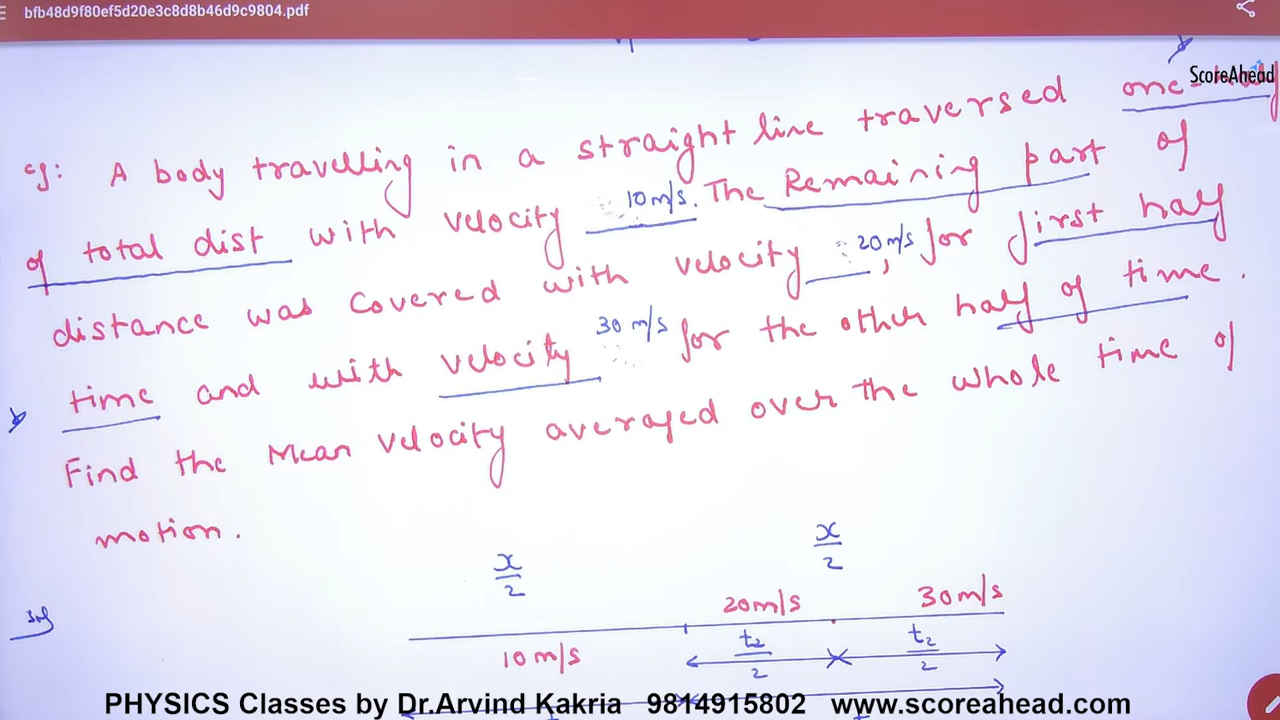 bfb48d9f80ef5d20e3c8d8b46d9c9804.pdf
ScoreAhead
eg: A body travelling in a straight line traversed one-
of total dist with velocity 10m/s. The Remaining part of
distance was covered with velocity 20m/s, for first half
time and with velocity 30 m/s for the other half of time.
Find the Mean velocity averaged over the whole time of
motion.
x/2 x/2
Sol
20m/s 30m/s
10m/s t₂/2 t₂/2
PHYSICS Classes by Dr.Arvind Kakria 9814915802 www.scoreahead.com